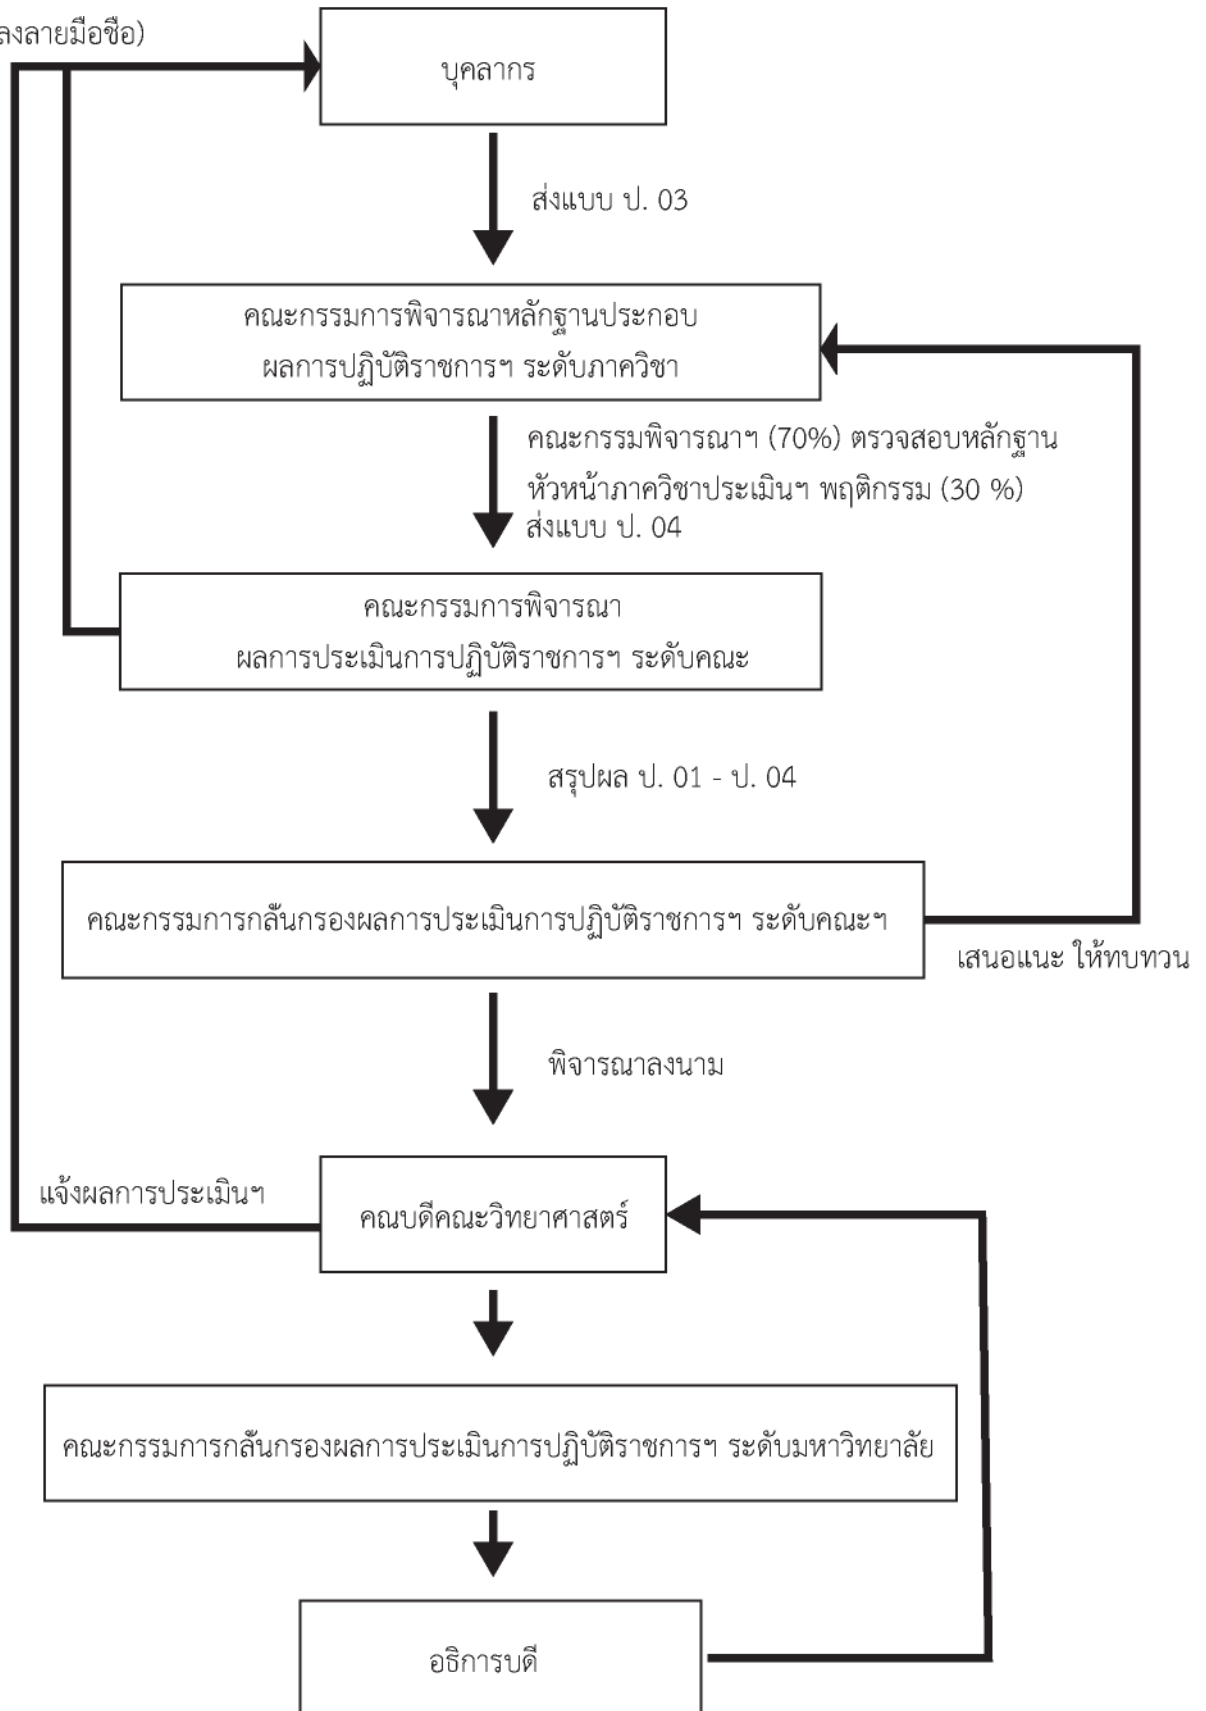 ลงลายมือชื่อ)
บุคลากร
ส่งแบบ ป. 03
คณะกรรมการพิจารณาหลักฐานประกอบ
ผลการปฏิบัติราชการฯ ระดับภาควิชา
คณะกรรมพิจารณาฯ (70%) ตรวจสอบหลักฐาน
หัวหน้าภาควิชาประเมินฯ พฤติกรรม (30 %)
ส่งแบบ ป. 04
คณะกรรมการพิจารณา
ผลการประเมินการปฏิบัติราชการฯ ระดับคณะ
สรุปผล ป. 01 - ป. 04
คณะกรรมการกลั่นกรองผลการประเมินการปฏิบัติราชการฯ ระดับคณะฯ
เสนอแนะ ให้ทบทวน
พิจารณาลงนาม
แจ้งผลการประเมินฯ
คณบดีคณะวิทยาศาสตร์
คณะกรรมการกลั่นกรองผลการประเมินการปฏิบัติราชการฯ ระดับมหาวิทยาลัย
อธิการบดี